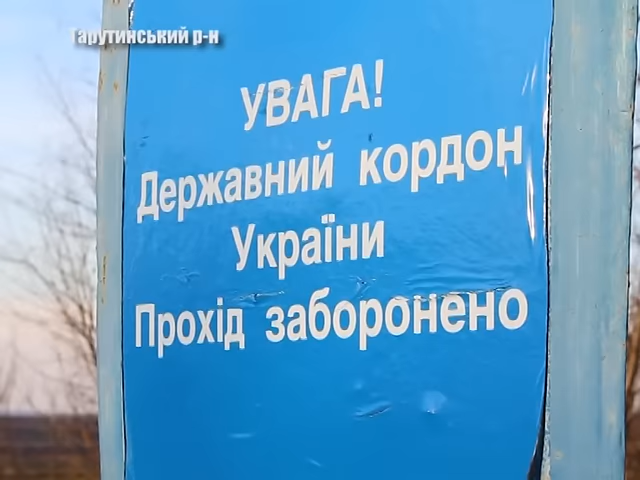 Тарутинський р-н
УВАГА!
Державний кордон
України
Прохід заборонено